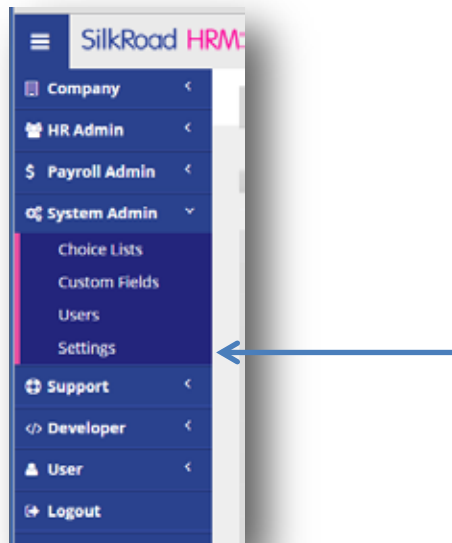 SilkRoad HRM
Company
HR Admin
$ Payroll Admin
System Admin
Choice Lists
Custom Fields
Users
Settings
Support
</> Developer
User
Logout